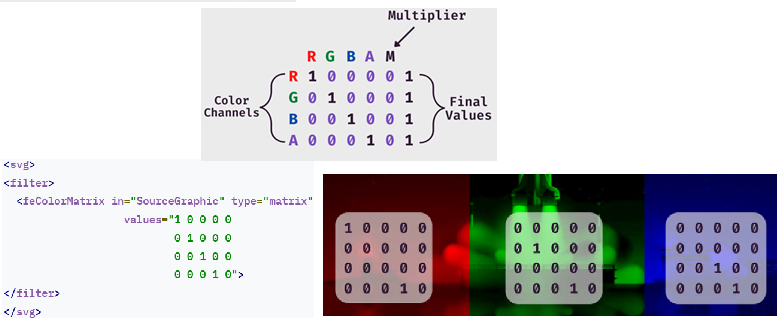 Multiplier
R G B A M
R 1 0 0 0 0 1
G 0 1 0 0 0 1
B 0 0 1 0 0 1
A 0 0 0 1 0 1
Color
Channels
Final
Values
<svg>
<filter>
<feColorMatrix in="SourceGraphic" type="matrix"
values="1 0 0 0 0
0 1 0 0 0
0 0 1 0 0
0 0 0 1 0">
</filter>
</svg>
1 0 0 0 0
0 0 0 0 0
0 0 0 0 0
0 0 0 1 0
0 0 0 0 0
0 1 0 0 0
0 0 0 0 0
0 0 0 1 0
0 0 0 0 0
0 0 0 0 0
0 0 1 0 0
0 0 0 1 0